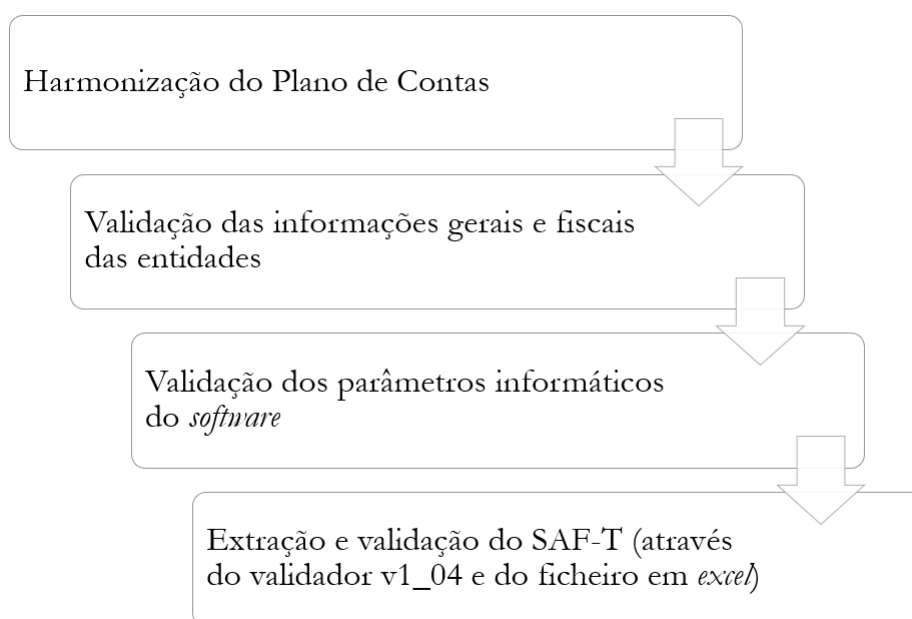 Harmonização do Plano de Contas
Validação das informações gerais e fiscais
das entidades
Validação dos parâmetros informáticos
do software
Extração e validação do SAF-T (através
do validador v1_04 e do ficheiro em excel)